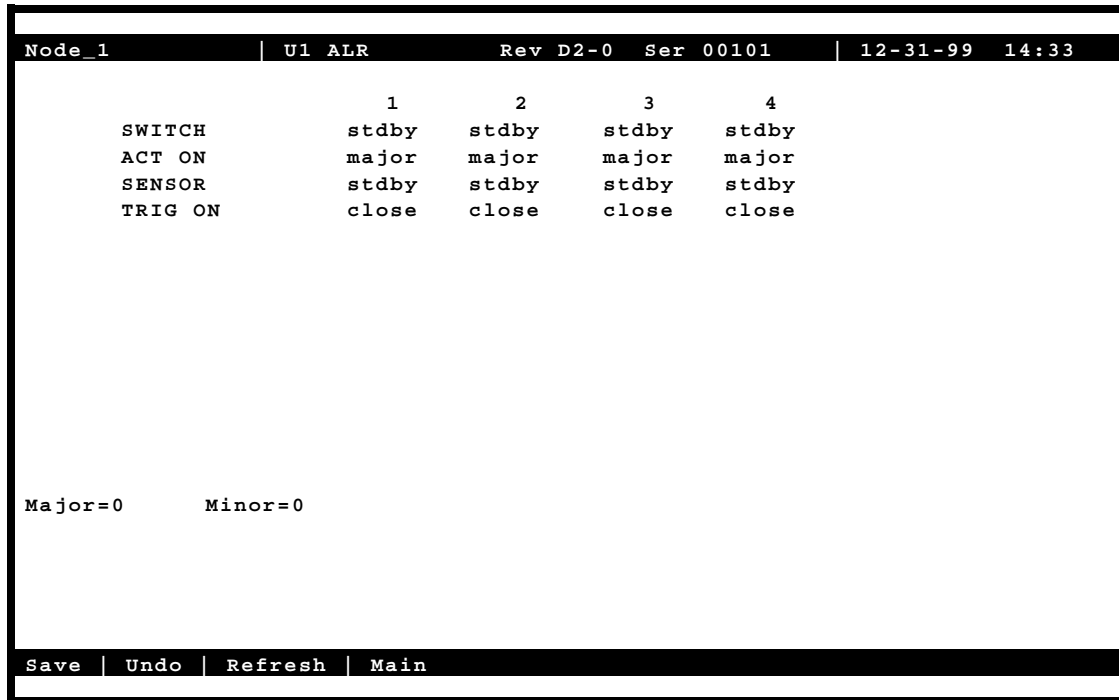 Node_1 | U1 ALR Rev D2-0 Ser 00101 | 12-31-99 14:33
1 2 3 4
SWITCH stdby stdby stdby stdby
ACT ON major major major major
SENSOR stdby stdby stdby stdby
TRIG ON close close close close
Major=0 Minor=0
Save | Undo | Refresh | Main